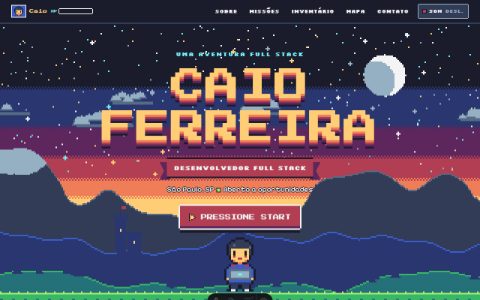 Caio HP
SOBRE MISSÕES INVENTÁRIO MAPA CONTATO SOM DESL.
UMA AVENTURA FULL STACK
CAIO
FERREIRA
DESENVOLVEDOR FULL STACK
São Paulo, SP Aberto a oportunidades
PRESSIONE START